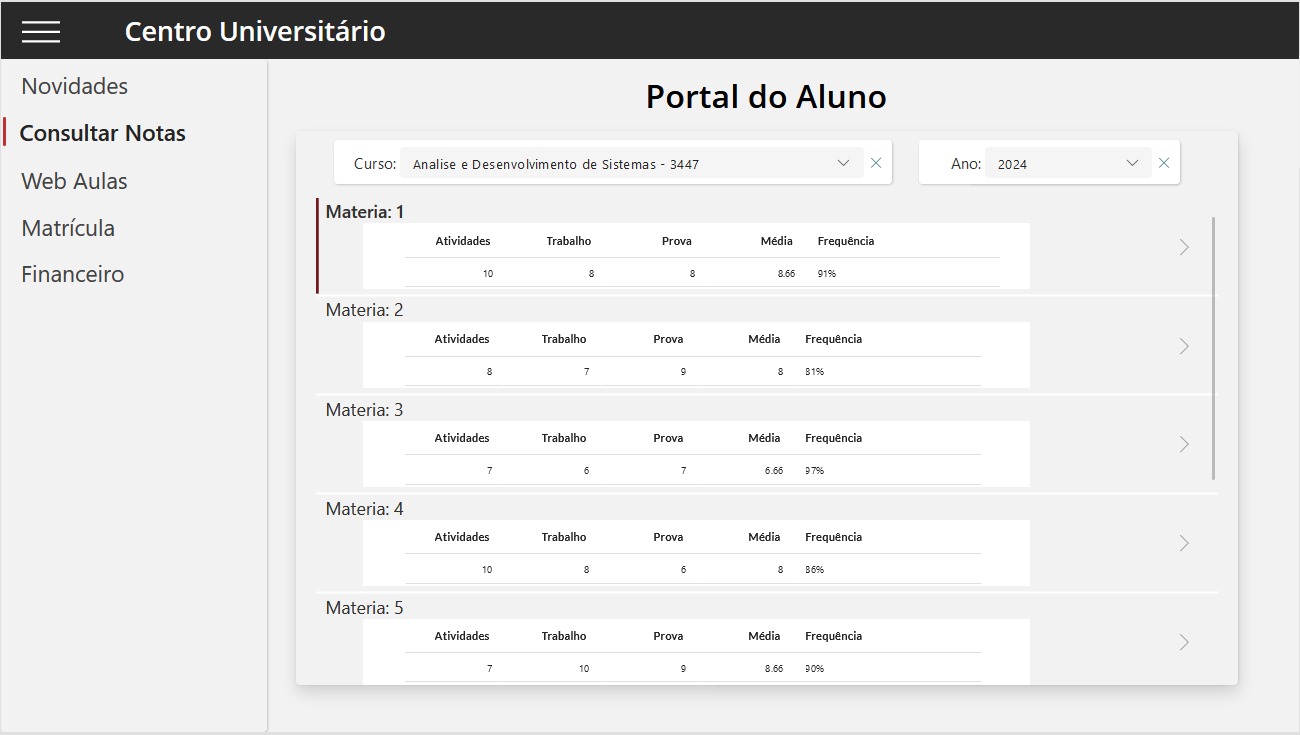 Centro Universitário
Novidades
Consultar Notas
Web Aulas
Matrícula
Financeiro
Portal do Aluno
Curso: Analise e Desenvolvimento de Sistemas - 3447
Ano: 2024
Materia: 1
Atividades Trabalho Prova Média Frequência
10 8 8 8.66 91%
Materia: 2
Atividades Trabalho Prova Média Frequência
8 7 9 8 81%
Materia: 3
Atividades Trabalho Prova Média Frequência
7 6 7 6.66 97%
Materia: 4
Atividades Trabalho Prova Média Frequência
10 8 6 8 86%
Materia: 5
Atividades Trabalho Prova Média Frequência
7 10 9 8.66 90%